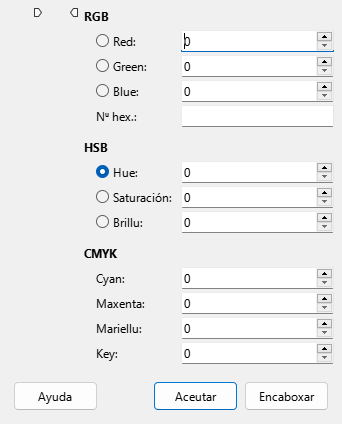 RGB
Red: 0
Green: 0
Blue: 0
Nᵘ hex.:
HSB
Hue: 0
Saturación: 0
Brillu: 0
CMYK
Cyan: 0
Maxenta: 0
Mariellu: 0
Key: 0
Ayuda Aceutar Encaboxar